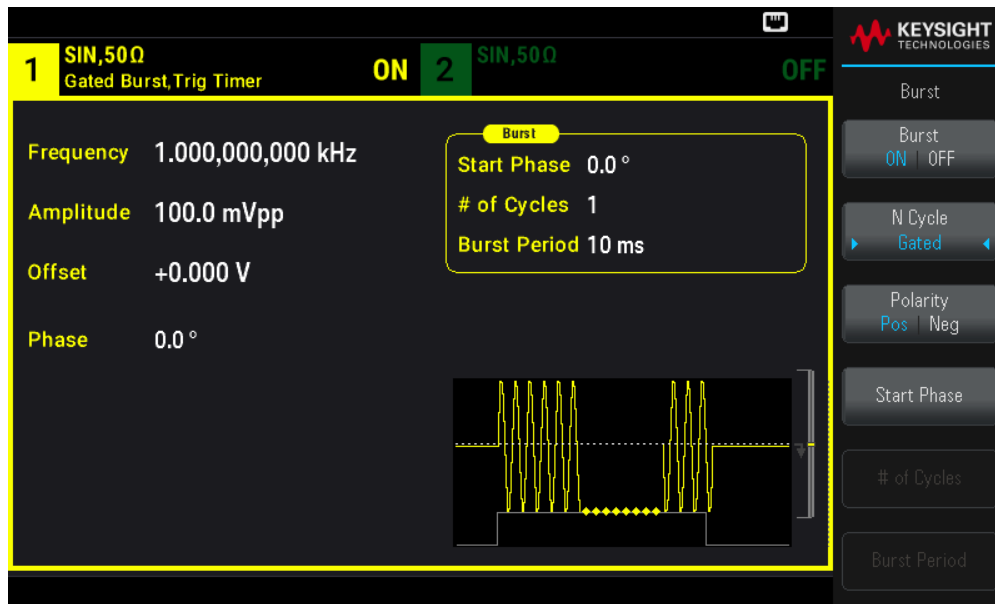 KEYSIGHT
TECHNOLOGIES
1
SIN,50Ω
Gated Burst,Trig Timer
ON
2
SIN,50Ω
OFF
Frequency 1.000,000,000 kHz
Amplitude 100.0 mVpp
Offset +0.000 V
Phase 0.0 °
Burst
Start Phase 0.0 °
# of Cycles 1
Burst Period 10 ms
Burst
Burst
ON | OFF
N Cycle
Gated
Polarity
Pos | Neg
Start Phase
# of Cycles
Burst Period